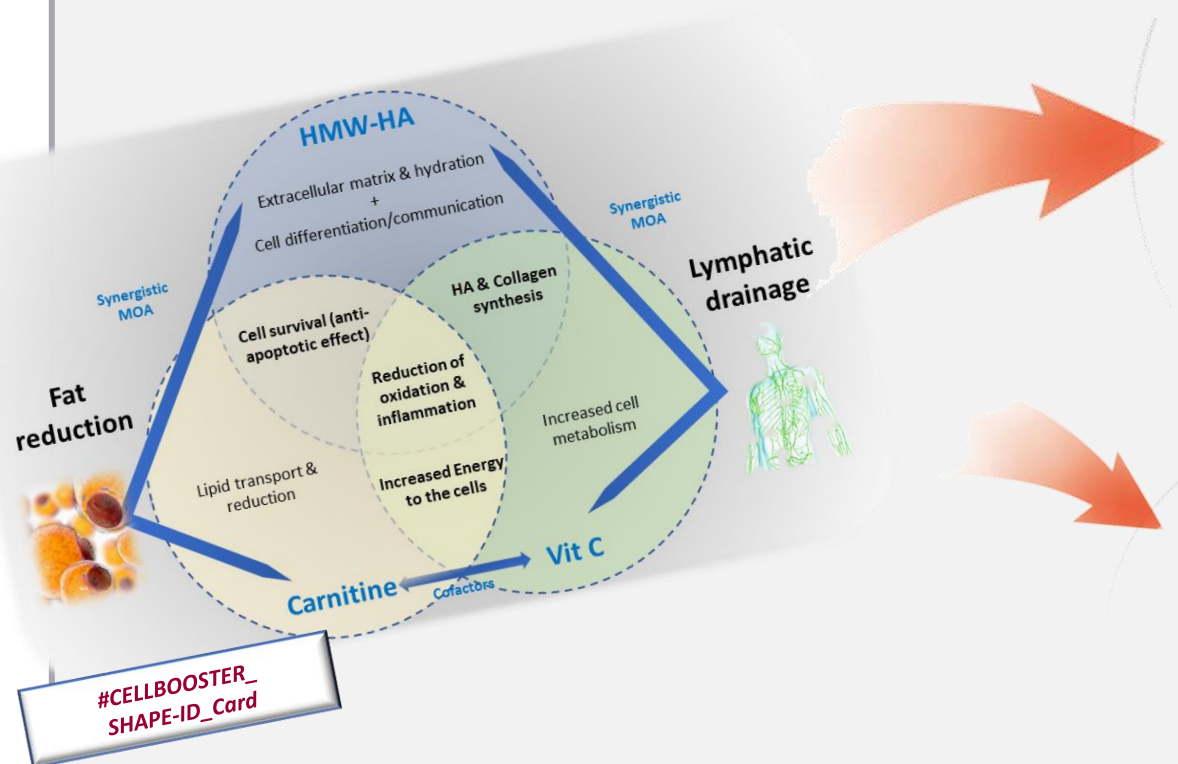 HMW-HA
Extracellular matrix & hydration
+
Cell differentiation/communication
Synergistic
MOA
Synergistic
MOA
Lymphatic
drainage
HA & Collagen
synthesis
Cell survival (anti-
apoptotic effect)
Reduction of
oxidation &
inflammation
Fat
reduction
Increased cell
metabolism
Lipid transport &
reduction
Increased Energy
to the cells
Vit C
Carnitine
Cofactors
#CELLBOOSTER_
SHAPE-ID_Card